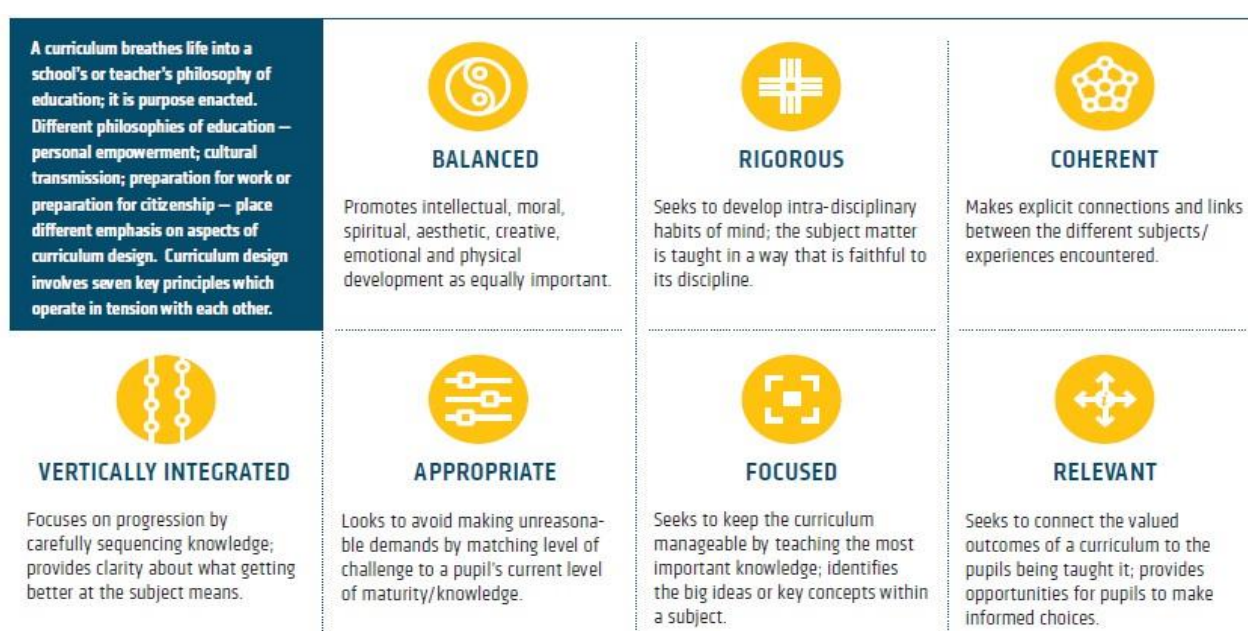 A curriculum breathes life into a
school's or teacher's philosophy of
education; it is purpose enacted.
Different philosophies of education —
personal empowerment; cultural
transmission; preparation for work or
preparation for citizenship — place
different emphasis on aspects of
curriculum design. Curriculum design
involves seven key principles which
operate in tension with each other.
BALANCED
Promotes intellectual, moral,
spiritual, aesthetic, creative,
emotional and physical
development as equally important.
RIGOROUS
Seeks to develop intra-disciplinary
habits of mind; the subject matter
is taught in a way that is faithful to
its discipline.
COHERENT
Makes explicit connections and links
between the different subjects/
experiences encountered.
VERTICALLY INTEGRATED
Focuses on progression by
carefully sequencing knowledge;
provides clarity about what getting
better at the subject means.
APPROPRIATE
Looks to avoid making unreasona-
ble demands by matching level of
challenge to a pupil's current level
of maturity/knowledge.
FOCUSED
Seeks to keep the curriculum
manageable by teaching the most
important knowledge; identifies
the big ideas or key concepts within
a subject.
RELEVANT
Seeks to connect the valued
outcomes of a curriculum to the
pupils being taught it; provides
opportunities for pupils to make
informed choices.